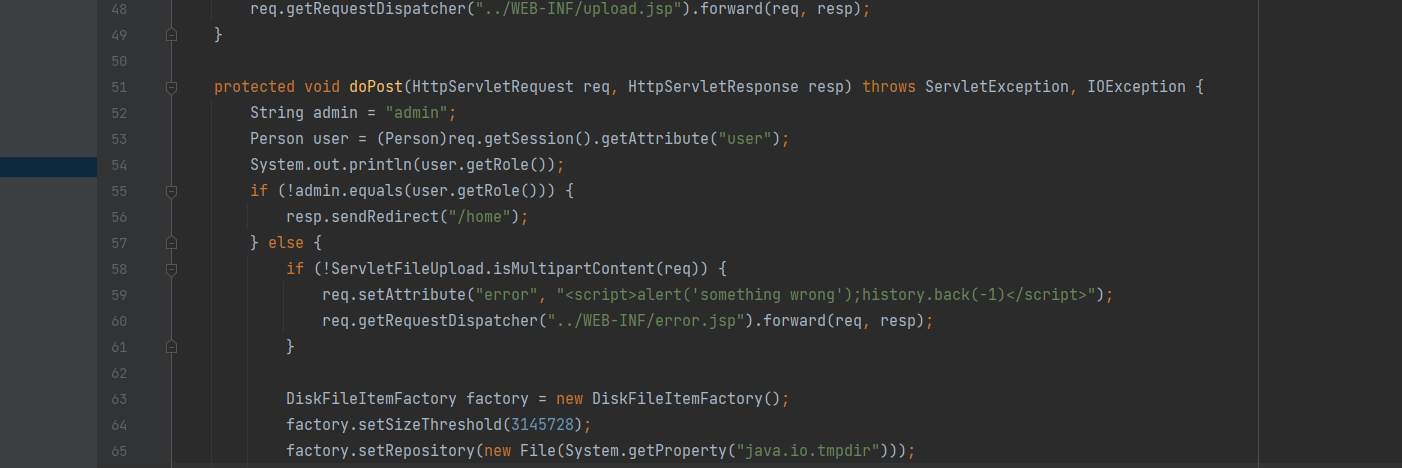 48 req.getRequestDispatcher("../WEB-INF/upload.jsp").forward(req, resp);
49 }
50
51 protected void doPost(HttpServletRequest req, HttpServletResponse resp) throws ServletException, IOException {
52 String admin = "admin";
53 Person user = (Person)req.getSession().getAttribute("user");
54 System.out.println(user.getRole());
55 if (!admin.equals(user.getRole())) {
56 resp.sendRedirect("/home");
57 } else {
58 if (!ServletFileUpload.isMultipartContent(req)) {
59 req.setAttribute("error", "<script>alert('something wrong');history.back(-1)</script>");
60 req.getRequestDispatcher("../WEB-INF/error.jsp").forward(req, resp);
61 }
62
63 DiskFileItemFactory factory = new DiskFileItemFactory();
64 factory.setSizeThreshold(3145728);
65 factory.setRepository(new File(System.getProperty("java.io.tmpdir")));